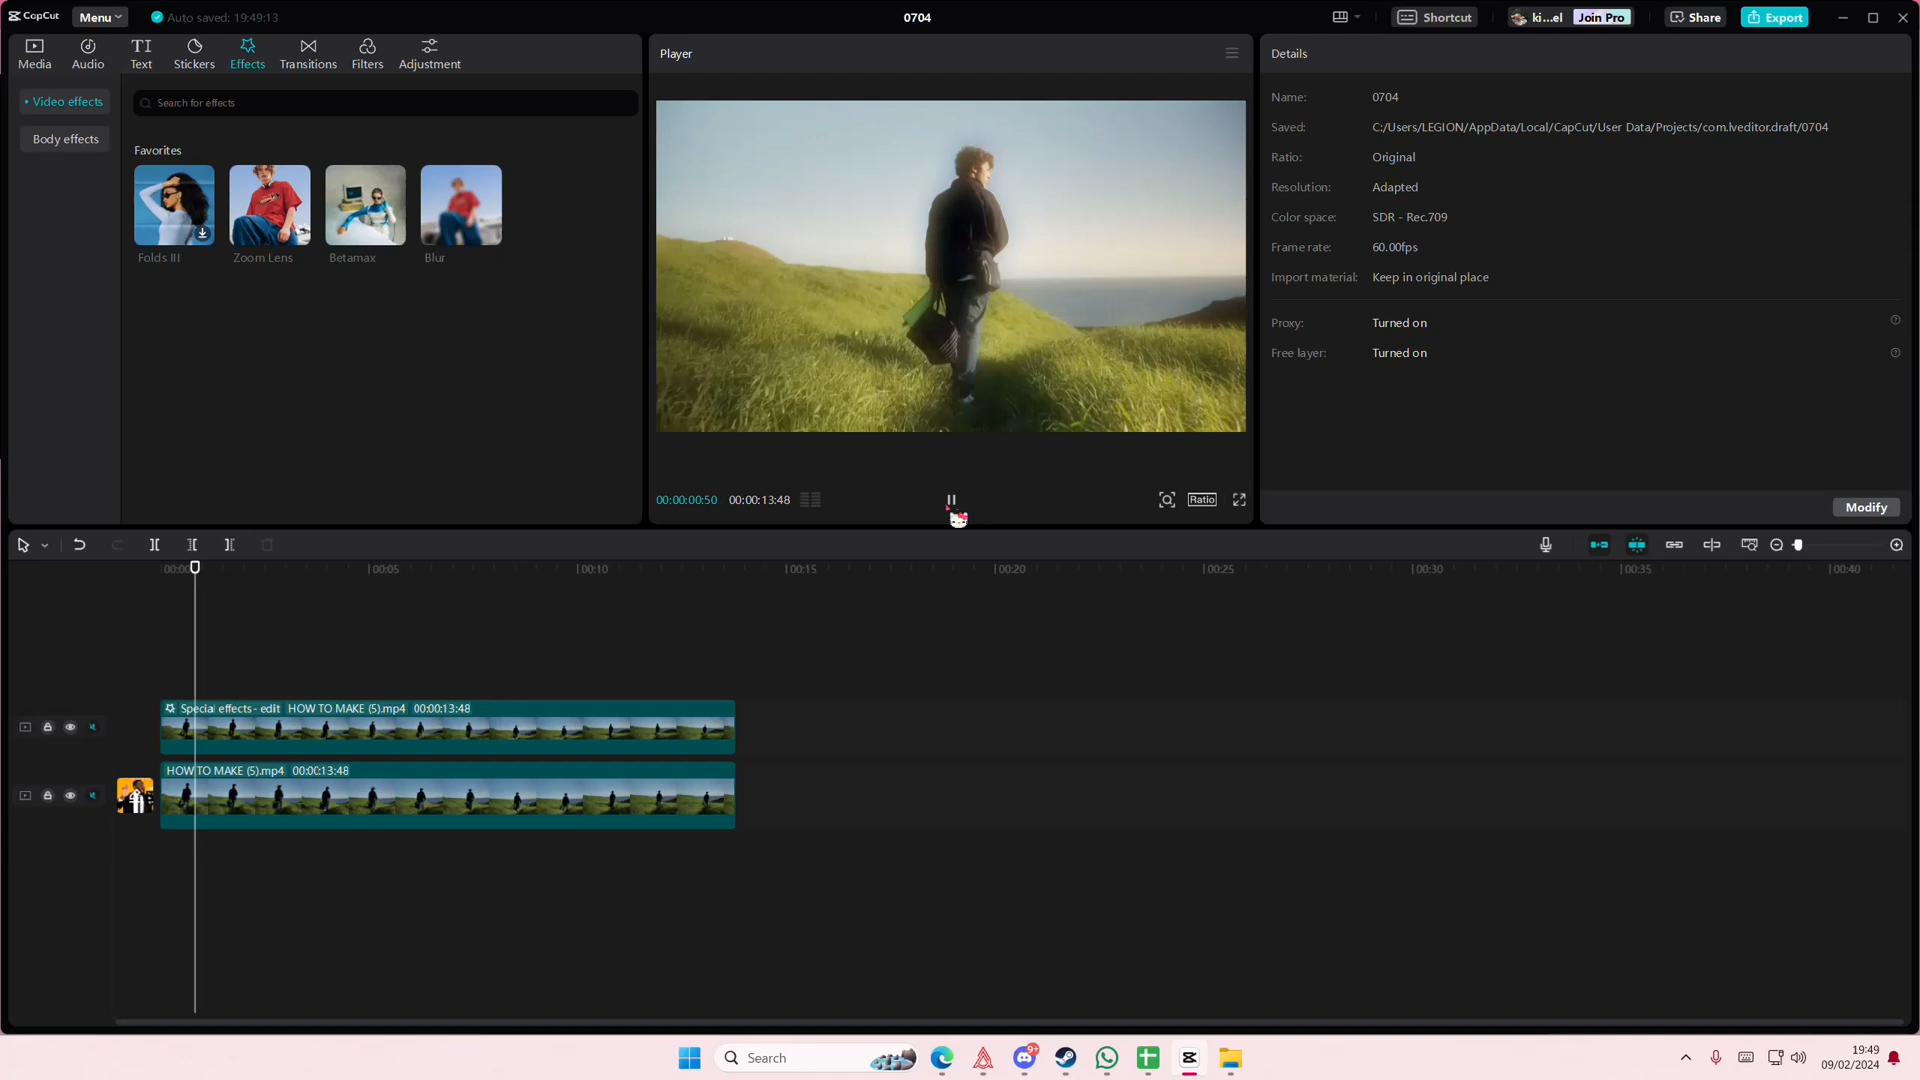 CapCut
Menu
Auto saved: 19:49:13
0704
Shortcut
ki...el
Join Pro
Share
Export
Media
Audio
TI
Text
Stickers
Effects
Transitions
Filters
Adjustment
Video effects
Body effects
Search for effects
Favorites
Folds III
Zoom Lens
Betamax
Blur
Player
00:00:00:50
00:00:13:48
Ratio
Details
Name: 0704
Saved: C:/Users/LEGION/AppData/Local/CapCut/User Data/Projects/com.lveditor.draft/0704
Ratio: Original
Resolution: Adapted
Color space: SDR - Rec.709
Frame rate: 60.00fps
Import material: Keep in original place
Proxy: Turned on
Free layer: Turned on
Modify
00:05
00:10
00:15
00:20
00:25
00:30
00:35
00:40
Special effects - edit HOW TO MAKE (5).mp4 00:00:13:48
HOW TO MAKE (5).mp4 00:00:13:48
Search
9+
19:49
09/02/2024